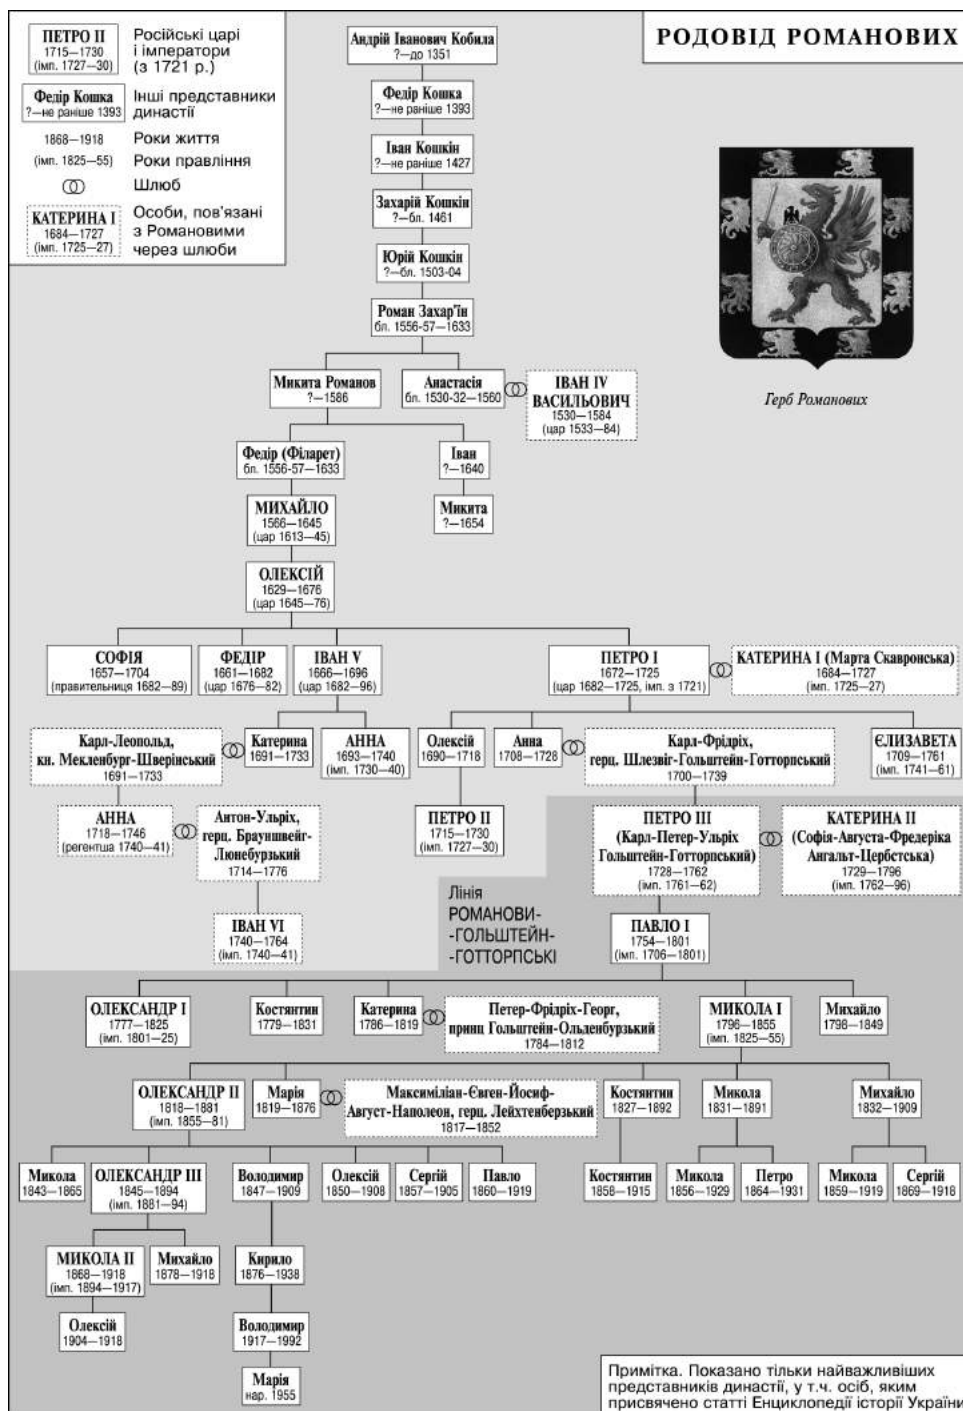 ПЕТРО II
1715—1730
(імп. 1727—30)
Російські царі
і імператори
(з 1721 р.)
Федір Кошка
?—не раніше 1393
Інші представники
династії
1868—1918
Роки життя
(імп. 1825—55)
Роки правління
Шлюб
КАТЕРИНА I
1684—1727
(імп. 1725—27)
Особи, пов'язані
з Романовими
через шлюби
РОДОВІД РОМАНОВИХ
Герб Романових
Андрій Іванович Кобила
?—до 1351
Федір Кошка
?—не раніше 1393
Іван Кошкін
?—не раніше 1427
Захарій Кошкін
?—бл. 1461
Юрій Кошкін
?—бл. 1503-04
Роман Захар'їн
бл. 1556-57—1633
Микита Романов
?—1586
Анастасія
бл. 1530-32—1560
ІВАН IV
ВАСИЛЬОВИЧ
1530—1584
(цар 1533—84)
Федір (Філарет)
бл. 1556-57—1633
Іван
?—1640
МИХАЙЛО
1566—1645
(цар 1613—45)
Микита
?—1654
ОЛЕКСІЙ
1629—1676
(цар 1645—76)
СОФІЯ
1657—1704
(правительниця 1682—89)
ФЕДІР
1661—1682
(цар 1676—82)
ІВАН V
1666—1696
(цар 1682—96)
ПЕТРО I
1672—1725
(цар 1682—1725, імп. з 1721)
КАТЕРИНА I (Марта Скавронська)
1684—1727
(імп. 1725—27)
Карл-Леопольд,
кн. Мекленбург-Шверінський
1691—1733
Катерина
1691—1733
АННА
1693—1740
(імп. 1730—40)
Олексій
1690—1718
Анна
1708—1728
Карл-Фрідріх,
герц. Шлезвіг-Гольштейн-Готторпський
1700—1739
ЄЛИЗАВЕТА
1709—1761
(імп. 1741—61)
АННА
1718—1746
(регентша 1740—41)
Антон-Ульріх,
герц. Брауншвейг-
Люнебурзький
1714—1776
ПЕТРО II
1715—1730
(імп. 1727—30)
ПЕТРО III
(Карл-Петер-Ульріх
Гольштейн-Готторпський)
1728—1762
(імп. 1761—62)
КАТЕРИНА II
(Софія-Августа-Фредеріка
Ангальт-Цербстська)
1729—1796
(імп. 1762—96)
ІВАН VI
1740—1764
(імп. 1740—41)
Лінія
РОМАНОВИ-
-ГОЛЬШТЕЙН-
-ГОТТОРПСЬКІ
ПАВЛО I
1754—1801
(імп. 1706—1801)
ОЛЕКСАНДР I
1777—1825
(імп. 1801—25)
Костянтин
1779—1831
Катерина
1786—1819
Петер-Фрідріх-Георг,
принц Гольштейн-Ольденбурзький
1784—1812
МИКОЛА I
1796—1855
(імп. 1825—55)
Михайло
1798—1849
ОЛЕКСАНДР II
1818—1881
(імп. 1855—81)
Марія
1819—1876
Максиміліан-Євген-Йосиф-
Август-Наполеон, герц. Лейхтенберзький
1817—1852
Костянтин
1827—1892
Микола
1831—1891
Михайло
1832—1909
Микола
1843—1865
ОЛЕКСАНДР III
1845—1894
(імп. 1881—94)
Володимир
1847—1909
Олексій
1850—1908
Сергій
1857—1905
Павло
1860—1919
Костянтин
1858—1915
Микола
1856—1929
Петро
1864—1931
Микола
1859—1919
Сергій
1869—1918
МИКОЛА II
1868—1918
(імп. 1894—1917)
Михайло
1878—1918
Кирило
1876—1938
Олексій
1904—1918
Володимир
1917—1992
Марія
нар. 1955
Примітка. Показано тільки найважливіших
представників династії, у т.ч. осіб, яким
присвячено статті Енциклопедії історії України